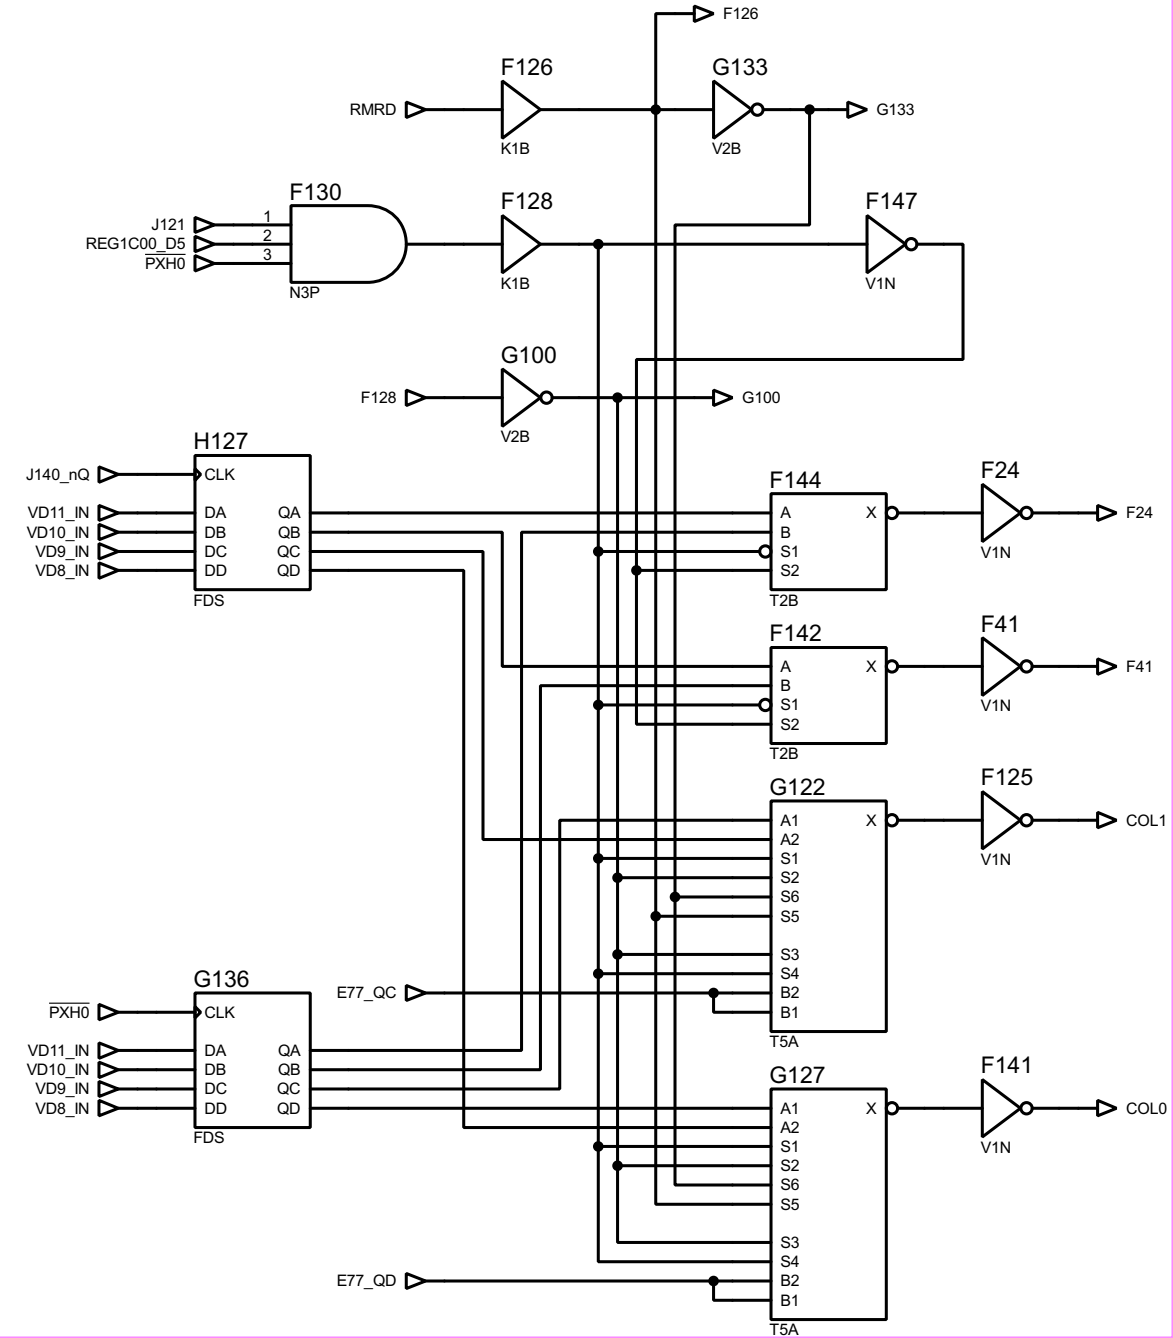 F126
F126
G133
RMRD
G133
K1B
V2B
F130
F128
F147
J121
1
REG1C00_D5
2
PXH0
3
N3P
K1B
V1N
G100
F128
G100
V2B
H127
J140_nQ
CLK
VD11_IN
DA
QA
VD10_IN
DB
QB
VD9_IN
DC
QC
VD8_IN
DD
QD
FDS
F144
A
X
B
S1
S2
T2B
F24
F24
V1N
F142
A
X
B
S1
S2
T2B
F41
F41
V1N
G122
A1
X
A2
S1
S2
S6
S5
S3
S4
B2
B1
T5A
F125
COL1
V1N
E77_QC
G136
PXH0
CLK
VD11_IN
DA
QA
VD10_IN
DB
QB
VD9_IN
DC
QC
VD8_IN
DD
QD
FDS
G127
A1
X
A2
S1
S2
S6
S5
S3
S4
B2
B1
T5A
F141
COL0
V1N
E77_QD